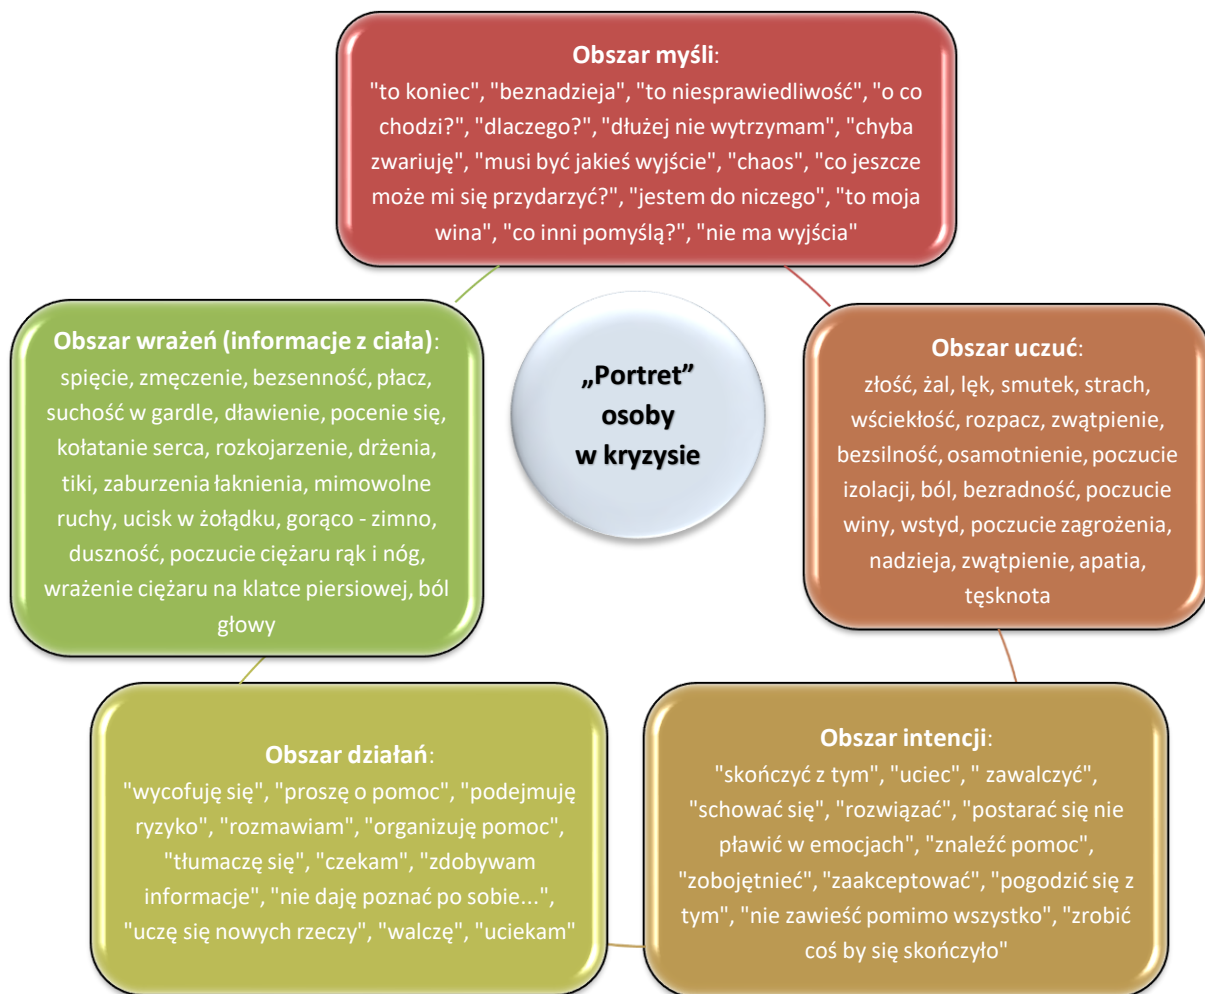 Obszar myśli:
"to koniec", "beznadzieja", "to niesprawiedliwość", "o co
chodzi?", "dlaczego?", "dłużej nie wytrzymam", "chyba
zwariuję", "musi być jakieś wyjście", "chaos", "co jeszcze
może mi się przydarzyć?", "jestem do niczego", "to moja
wina", "co inni pomyślą?", "nie ma wyjścia"
Obszar wrażeń (informacje z ciała):
spięcie, zmęczenie, bezsenność, płacz,
suchość w gardle, dławienie, pocenie się,
kołatanie serca, rozkojarzenie, drżenia,
tiki, zaburzenia łaknienia, mimowolne
ruchy, ucisk w żołądku, gorąco - zimno,
duszność, poczucie ciężaru rąk i nóg,
wrażenie ciężaru na klatce piersiowej, ból
głowy
„Portret”
osoby
w kryzysie
Obszar uczuć:
złość, żal, lęk, smutek, strach,
wściekłość, rozpacz, zwątpienie,
bezsilność, osamotnienie, poczucie
izolacji, ból, bezradność, poczucie
winy, wstyd, poczucie zagrożenia,
nadzieja, zwątpienie, apatia,
tęsknota
Obszar działań:
"wycofuję się", "proszę o pomoc", "podejmuję
ryzyko", "rozmawiam", "organizuję pomoc",
"tłumaczę się", "czekam", "zdobywam
informacje", "nie daję poznać po sobie...",
"uczę się nowych rzeczy", "walczę", "uciekam"
Obszar intencji:
"skończyć z tym", "uciec", " zawalczyć",
"schować się", "rozwiązać", "postarać się nie
pławić w emocjach", "znaleźć pomoc",
"zobojętnieć", "zaakceptować", "pogodzić się z
tym", "nie zawieść pomimo wszystko", "zrobić
coś by się skończyło"